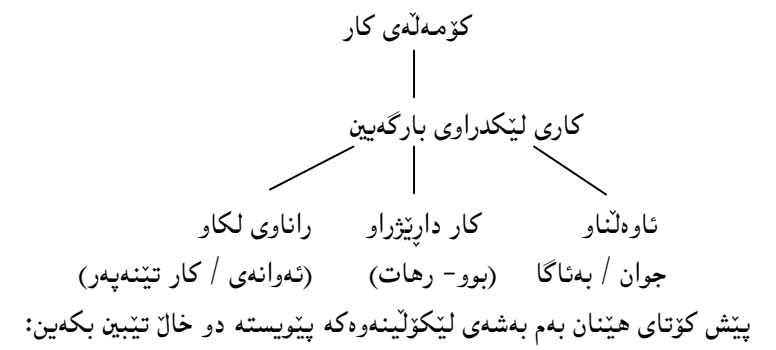 کۆمەڵەی کار
کاری لێکدراوی بارگەیین
ئاوەڵناو کار داڕێژراو راناوی لکاو
جوان / بەئاگا (بوو- رهات) (ئەوانەی / کار تێنەپەر)
پێش کۆتای هێنان بەم بەشەی لێکۆڵینەوەکە پێویستە دو خاڵ تێبین بکەین: